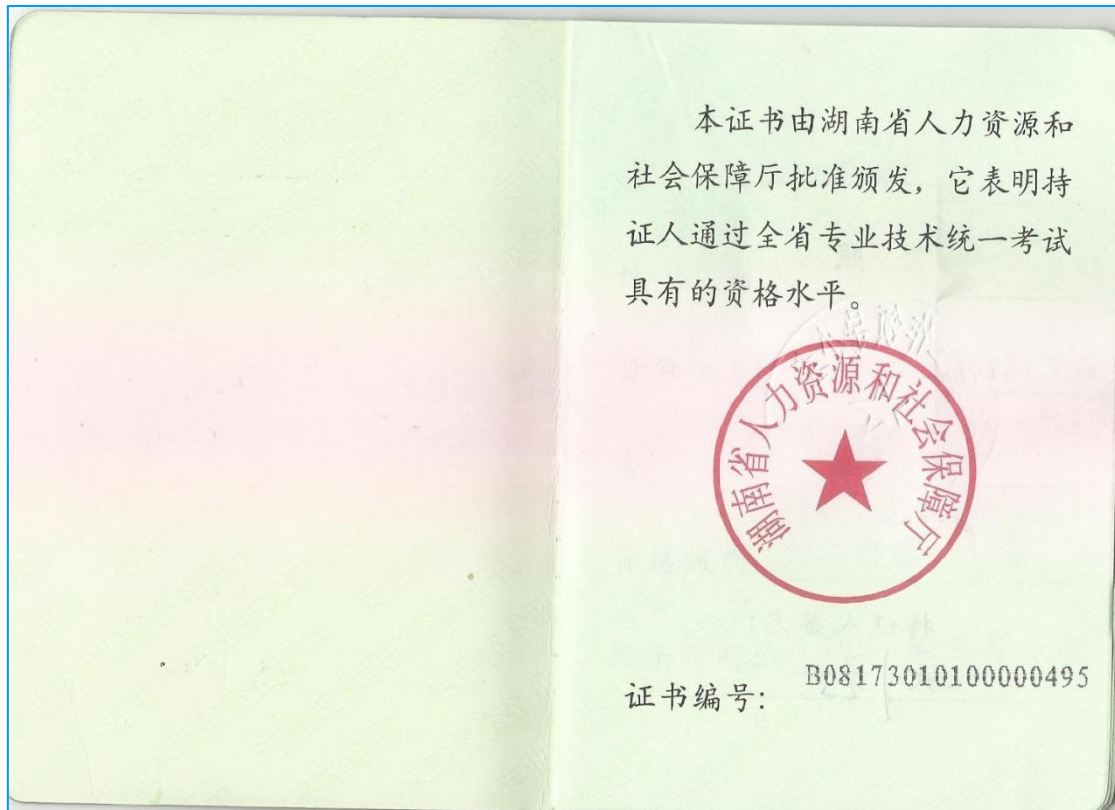 本证书由湖南省人力资源和
社会保障厅批准颁发，它表明持
证人通过全省专业技术统一考试
具有的资格水平。
湖南省人力资源和社会保障厅
证书编号：B08173010100000495